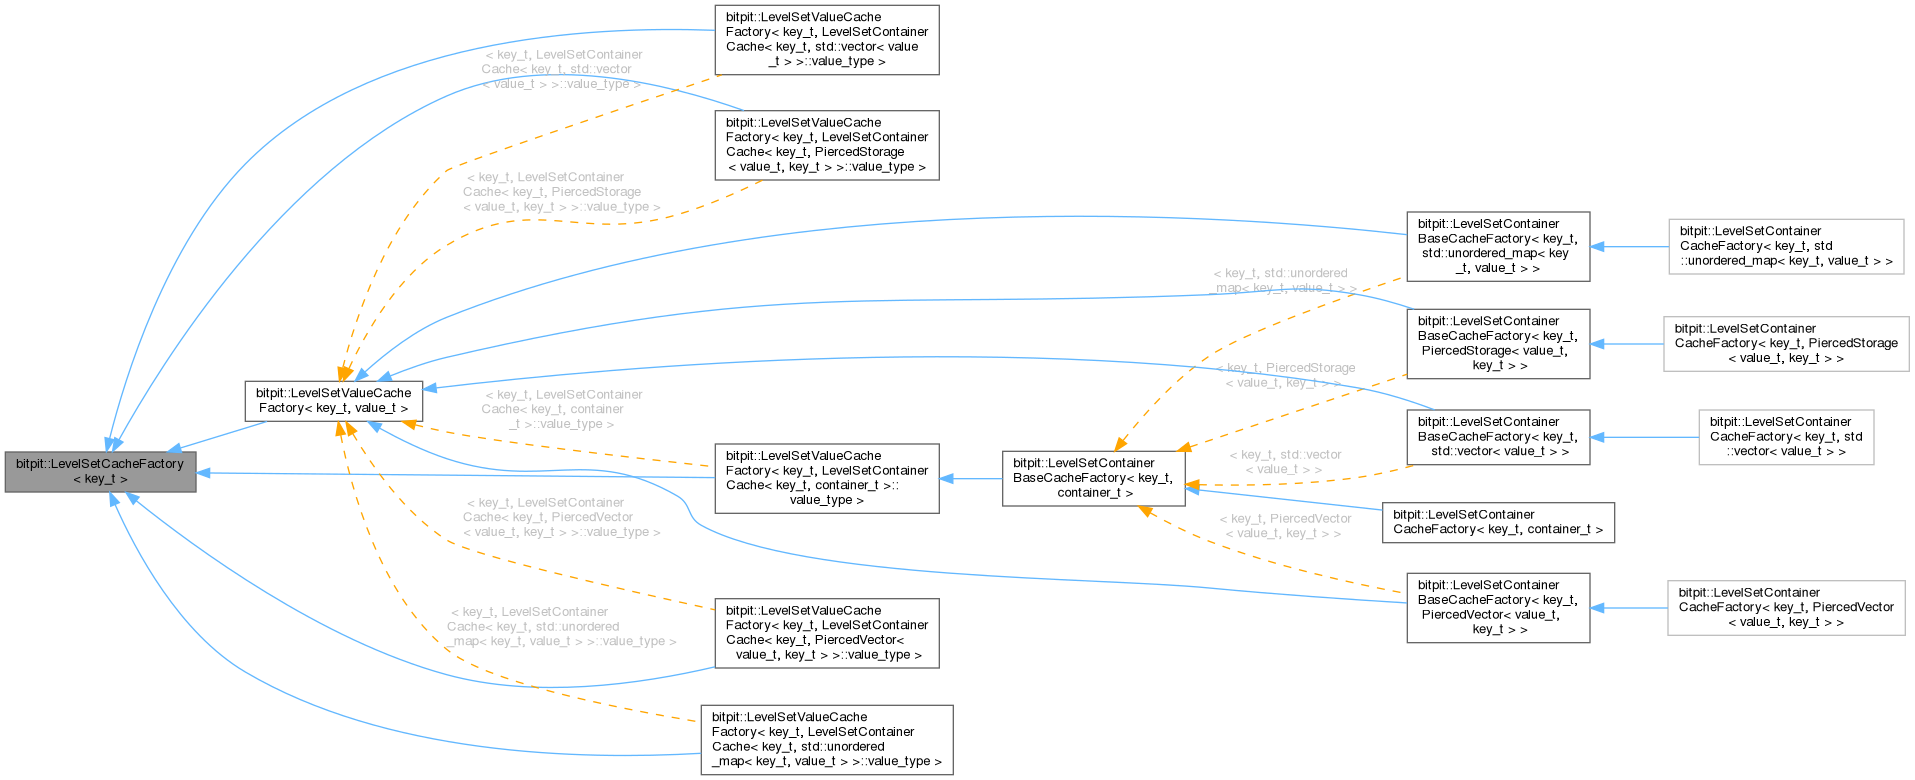 bitpit::LevelSetCacheFactory
< key_t >
bitpit::LevelSetValueCache
Factory< key_t, value_t >
bitpit::LevelSetValueCache
Factory< key_t, LevelSetContainer
Cache< key_t, std::vector< value
_t > >::value_type >
< key_t, LevelSetContainer
Cache< key_t, std::vector
< value_t > >::value_type >
bitpit::LevelSetValueCache
Factory< key_t, LevelSetContainer
Cache< key_t, PiercedStorage
< value_t, key_t > >::value_type >
< key_t, LevelSetContainer
Cache< key_t, PiercedStorage
< value_t, key_t > >::value_type >
bitpit::LevelSetValueCache
Factory< key_t, LevelSetContainer
Cache< key_t, container_t >::
value_type >
< key_t, LevelSetContainer
Cache< key_t, container
_t >::value_type >
bitpit::LevelSetValueCache
Factory< key_t, LevelSetContainer
Cache< key_t, PiercedVector<
value_t, key_t > >::value_type >
< key_t, LevelSetContainer
Cache< key_t, PiercedVector
< value_t, key_t > >::value_type >
bitpit::LevelSetValueCache
Factory< key_t, LevelSetContainer
Cache< key_t, std::unordered
_map< key_t, value_t > >::value_type >
< key_t, LevelSetContainer
Cache< key_t, std::unordered
_map< key_t, value_t > >::value_type >
bitpit::LevelSetContainer
BaseCacheFactory< key_t,
container_t >
bitpit::LevelSetContainer
BaseCacheFactory< key_t,
std::unordered_map< key
_t, value_t > >
< key_t, std::unordered
_map< key_t, value_t > >
bitpit::LevelSetContainer
CacheFactory< key_t, std
::unordered_map< key_t, value_t > >
bitpit::LevelSetContainer
BaseCacheFactory< key_t,
PiercedStorage< value_t,
key_t > >
< key_t, PiercedStorage
< value_t, key_t > >
bitpit::LevelSetContainer
CacheFactory< key_t, PiercedStorage
< value_t, key_t > >
bitpit::LevelSetContainer
BaseCacheFactory< key_t,
std::vector< value_t > >
< key_t, std::vector
< value_t > >
bitpit::LevelSetContainer
CacheFactory< key_t, std
::vector< value_t > >
bitpit::LevelSetContainer
CacheFactory< key_t, container_t >
bitpit::LevelSetContainer
BaseCacheFactory< key_t,
PiercedVector< value_t,
key_t > >
< key_t, PiercedVector
< value_t, key_t > >
bitpit::LevelSetContainer
CacheFactory< key_t, PiercedVector
< value_t, key_t > >